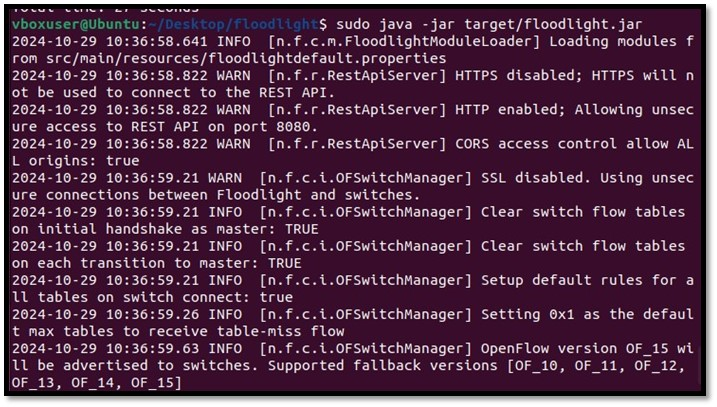 Total time: 27 seconds
vboxuser@Ubuntu:~/Desktop/floodlight$ sudo java -jar target/floodlight.jar
2024-10-29 10:36:58.641 INFO  [n.f.c.m.FloodlightModuleLoader] Loading modules f
rom src/main/resources/floodlightdefault.properties
2024-10-29 10:36:58.822 WARN  [n.f.r.RestApiServer] HTTPS disabled; HTTPS will n
ot be used to connect to the REST API.
2024-10-29 10:36:58.822 WARN  [n.f.r.RestApiServer] HTTP enabled; Allowing unsec
ure access to REST API on port 8080.
2024-10-29 10:36:58.822 WARN  [n.f.r.RestApiServer] CORS access control allow AL
L origins: true
2024-10-29 10:36:59.21 WARN  [n.f.c.i.OFSwitchManager] SSL disabled. Using unsec
ure connections between Floodlight and switches.
2024-10-29 10:36:59.21 INFO  [n.f.c.i.OFSwitchManager] Clear switch flow tables
on initial handshake as master: TRUE
2024-10-29 10:36:59.21 INFO  [n.f.c.i.OFSwitchManager] Clear switch flow tables
on each transition to master: TRUE
2024-10-29 10:36:59.21 INFO  [n.f.c.i.OFSwitchManager] Setup default rules for a
ll tables on switch connect: true
2024-10-29 10:36:59.26 INFO  [n.f.c.i.OFSwitchManager] Setting 0x1 as the defaul
t max tables to receive table-miss flow
2024-10-29 10:36:59.63 INFO  [n.f.c.i.OFSwitchManager] OpenFlow version OF_15 wi
ll be advertised to switches. Supported fallback versions [OF_10, OF_11, OF_12,
OF_13, OF_14, OF_15]